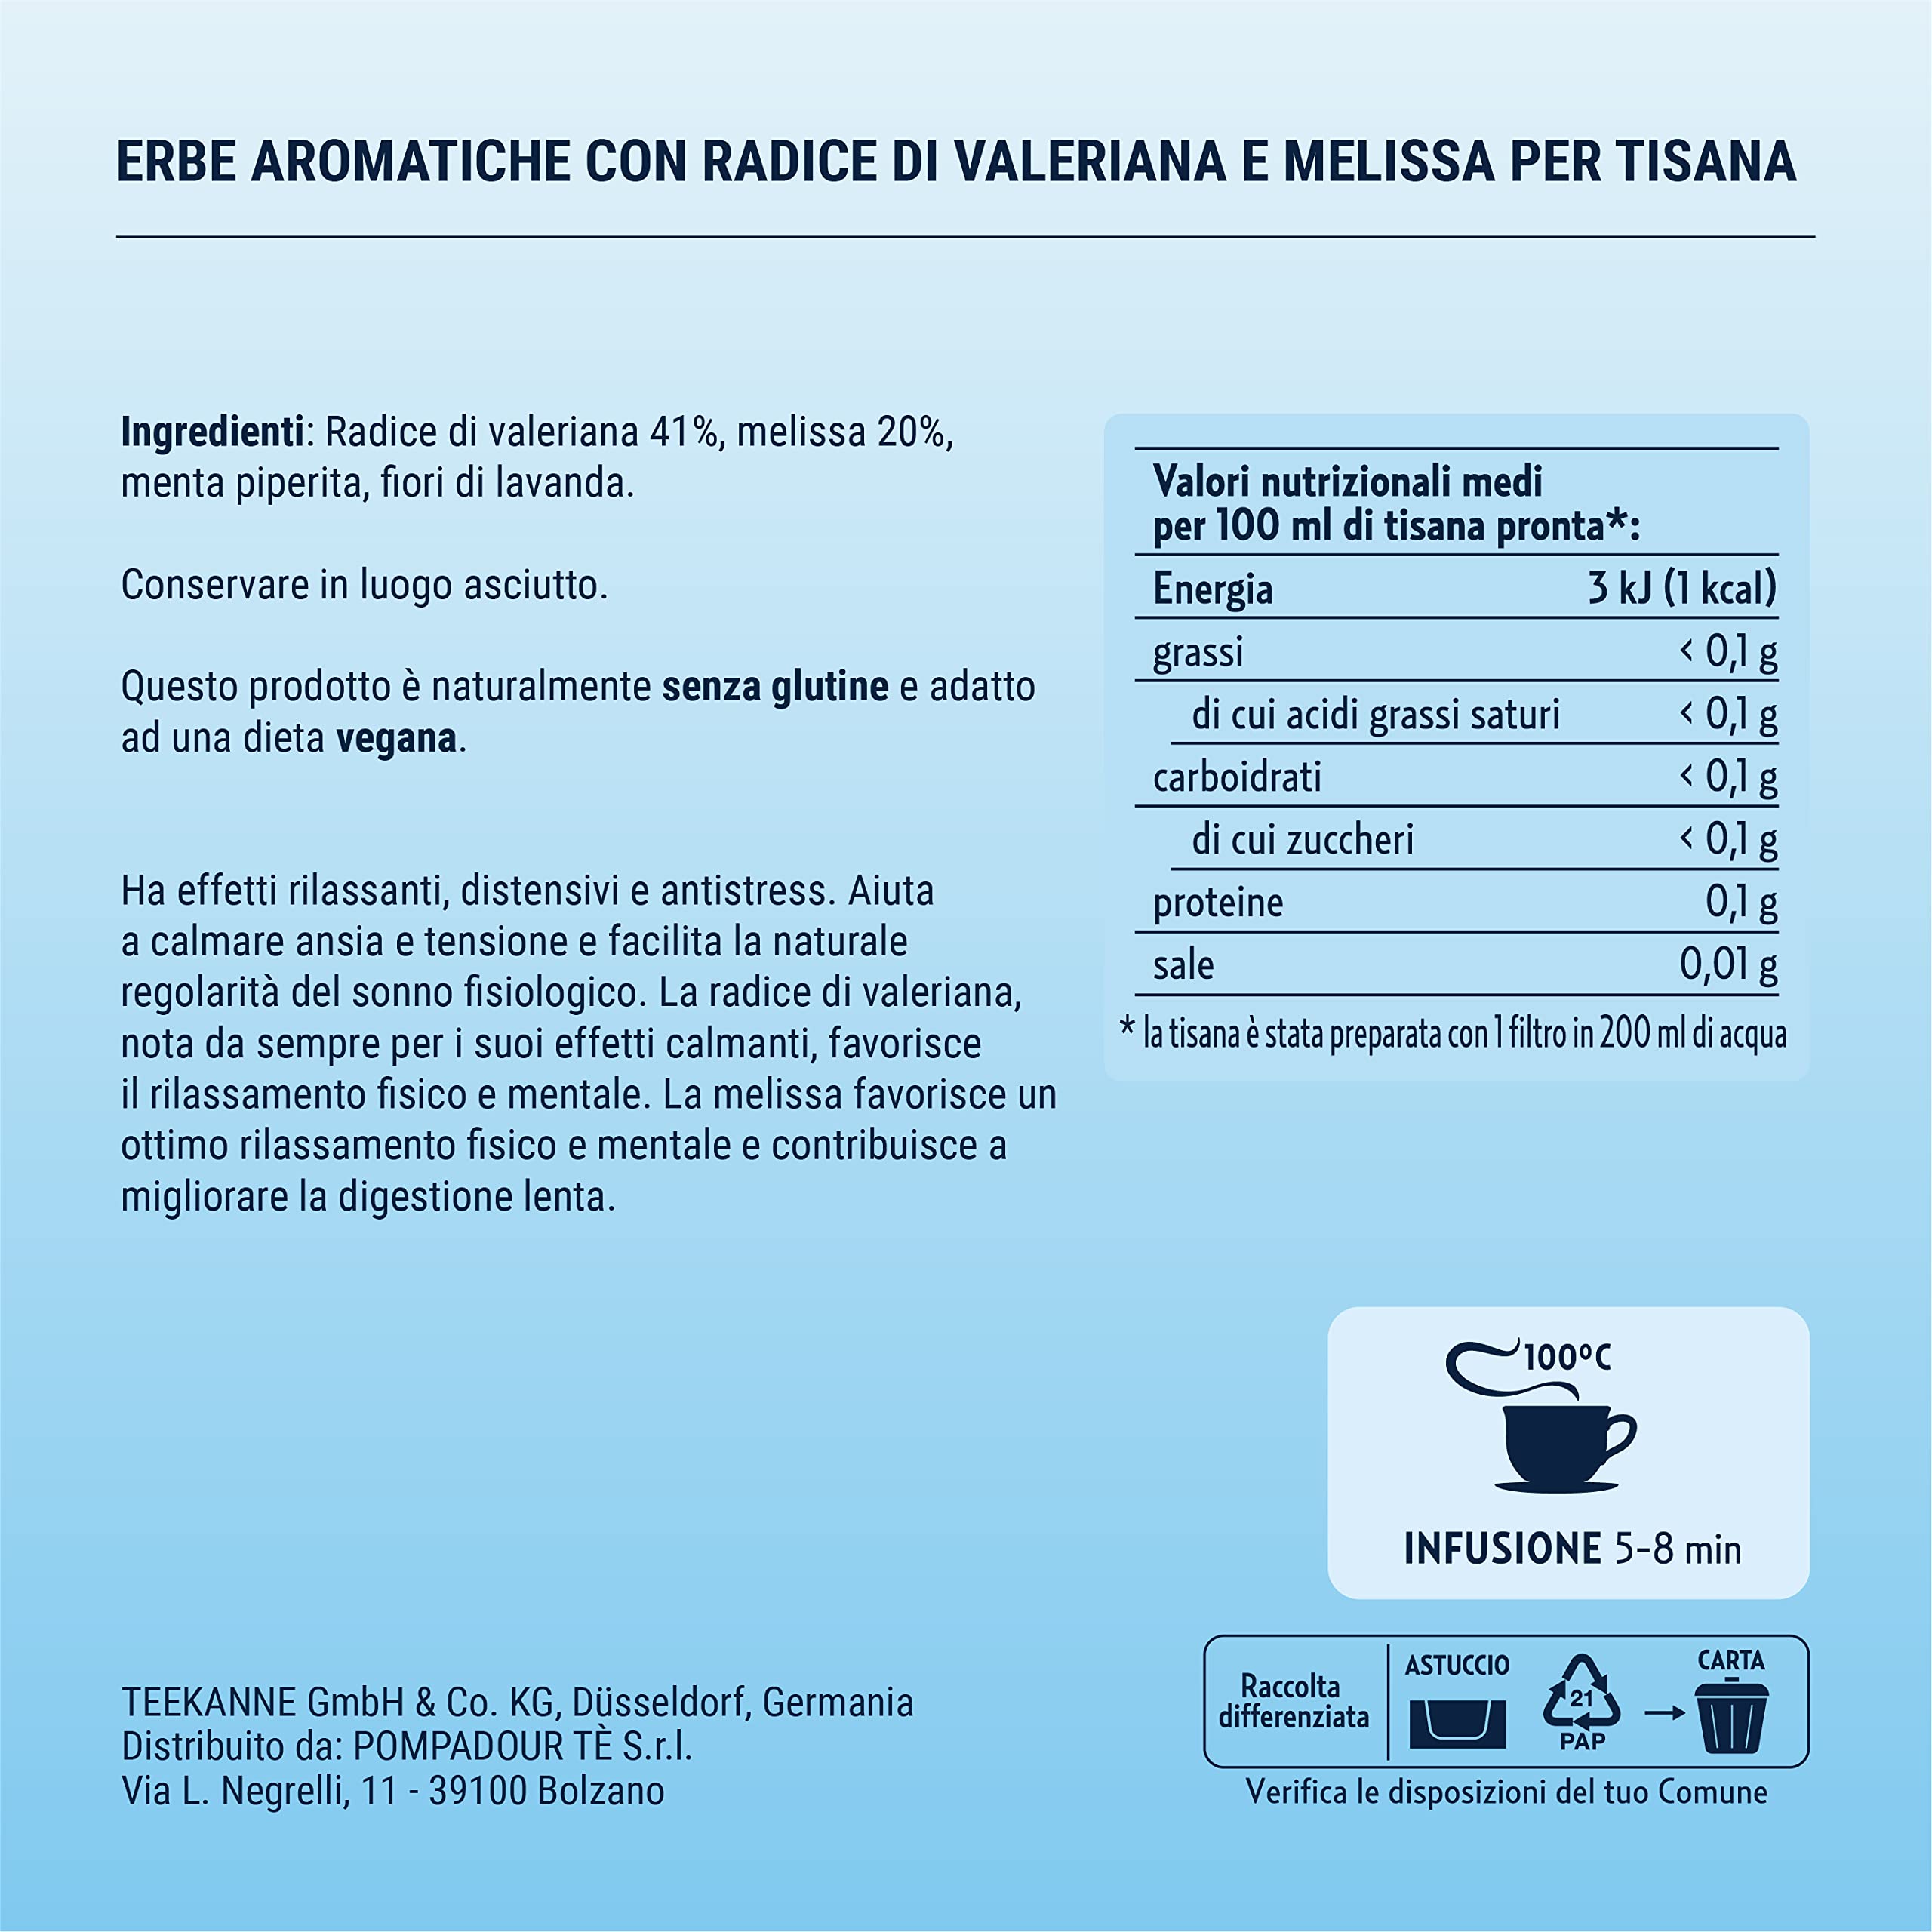 ERBE AROMATICHE CON RADICE DI VALERIANA E MELISSA PER TISANA
Ingredienti: Radice di valeriana 41%, melissa 20%,
menta piperita, fiori di lavanda.
Conservare in luogo asciutto.
Questo prodotto è naturalmente senza glutine e adatto
ad una dieta vegana.
Ha effetti rilassanti, distensivi e antistress. Aiuta
a calmare ansia e tensione e facilita la naturale
regolarità del sonno fisiologico. La radice di valeriana,
nota da sempre per i suoi effetti calmanti, favorisce
il rilassamento fisico e mentale. La melissa favorisce un
ottimo rilassamento fisico e mentale e contribuisce a
migliorare la digestione lenta.
Valori nutrizionali medi
per 100 ml di tisana pronta*:
Energia 3 kJ (1 kcal)
grassi < 0,1 g
di cui acidi grassi saturi < 0,1 g
carboidrati < 0,1 g
di cui zuccheri < 0,1 g
proteine 0,1 g
sale 0,01 g
* la tisana è stata preparata con 1 filtro in 200 ml di acqua
100°C
INFUSIONE 5-8 min
TEEKANNE GmbH & Co. KG, Düsseldorf, Germania
Distribuito da: POMPADOUR TÈ S.r.l.
Via L. Negrelli, 11 - 39100 Bolzano
Raccolta
differenziata
ASTUCCIO
21
PAP
CARTA
Verifica le disposizioni del tuo Comune